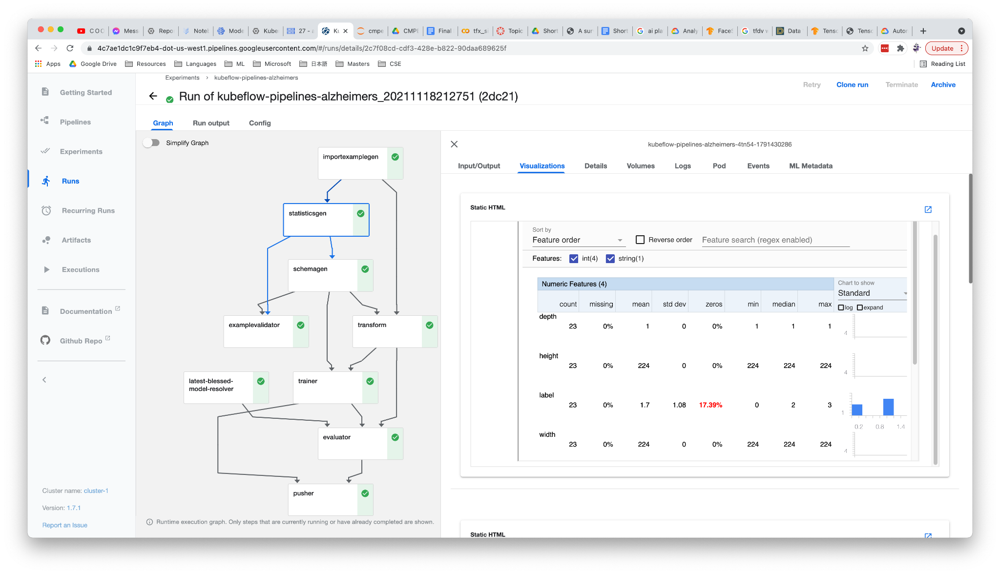 C O C
Mess
Repo
Noteb
Mode
Kube
27 - a
Ku
cmpe
CMPE
Final
tfx_si
Topic
Short
A sur
Short
ai pla
Analy
FaceS
tfdv v
Data
Tenso
Tenso
Auton
4c7ae1dc1c9f7eb4-dot-us-west1.pipelines.googleusercontent.com/#/runs/details/2c7f08cd-cdf3-428e-b822-90daa689625f
Update
Apps
Google Drive
Resources
Languages
ML
Microsoft
日本語
Masters
CSE
Reading List
Getting Started
Pipelines
Experiments
Runs
Recurring Runs
Artifacts
Executions
Documentation
Github Repo
Cluster name: cluster-1
Version: 1.7.1
Report an Issue
Experiments > kubeflow-pipelines-alzheimers
Run of kubeflow-pipelines-alzheimers_20211118212751 (2dc21)
Retry Clone run Terminate Archive
Graph Run output Config
Simplify Graph
importexamplegen
statisticsgen
schemagen
examplevalidator
transform
latest-blessed-
model-resolver
trainer
evaluator
pusher
Runtime execution graph. Only steps that are currently running or have already completed are shown.
kubeflow-pipelines-alzheimers-4tn54-1791430286
Input/Output Visualizations Details Volumes Logs Pod Events ML Metadata
Static HTML
Sort by
Feature order
Reverse order
Feature search (regex enabled)
Features: int(4) string(1)
Numeric Features (4)
Chart to show
Standard
log expand
count missing mean std dev zeros min median max
depth
23 0% 1 0 0% 1 1 1
4
height
23 0% 224 0 0% 224 224 224
4
label
23 0% 1.7 1.08 17.39% 0 2 3
1
0.2 0.8 1.4
width
23 0% 224 0 0% 224 224 224
4
Static HTML